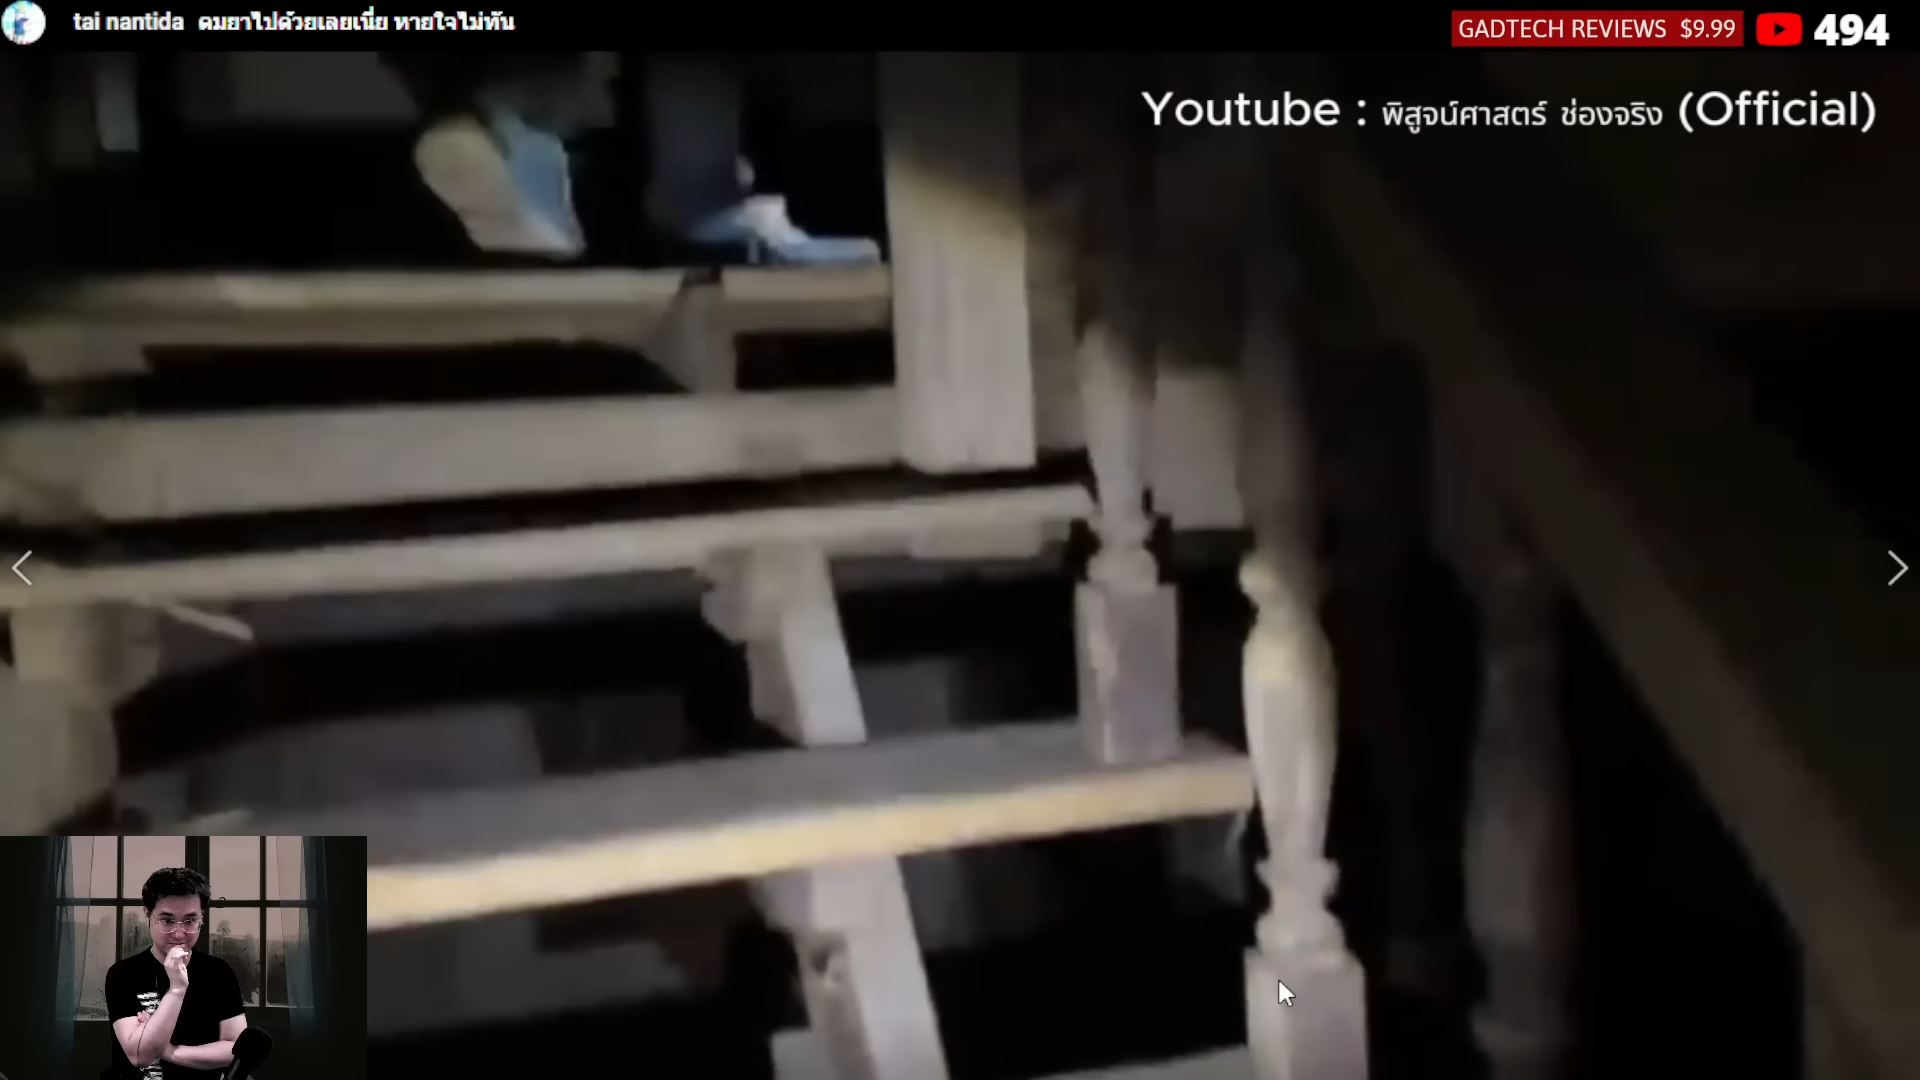 tai nantida ดมยาไปด้วยเลยเนี่ย หายใจไม่ทัน
GADTECH REVIEWS $9.99
494
Youtube : พิสูจน์ศาสตร์ ช่องจริง (Official)